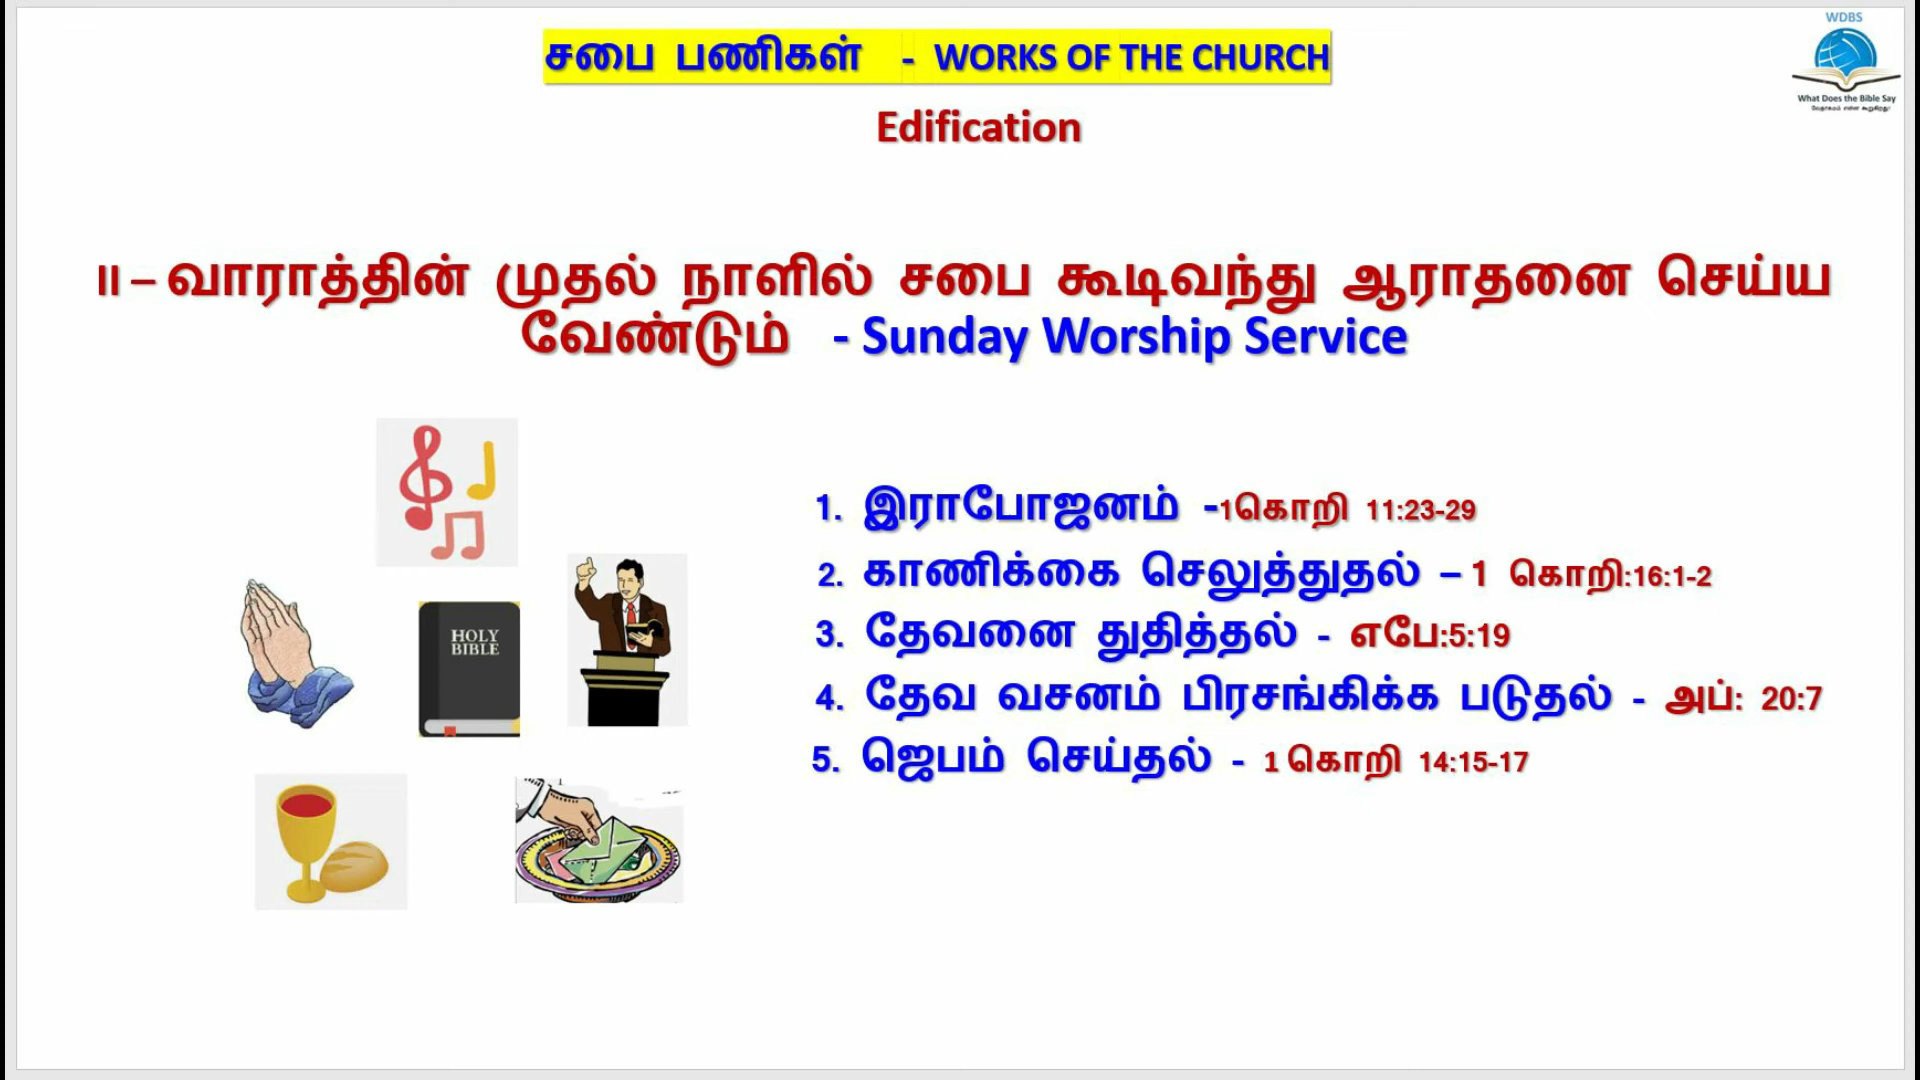 WDBS
சபை பணிகள் - WORKS OF THE CHURCH
What Does the Bible Say
வேதாகமம் என்ன கூறுகிறது?
Edification
II – வாராத்தின் முதல் நாளில் சபை கூடிவந்து ஆராதனை செய்ய
வேண்டும் - Sunday Worship Service
HOLY
BIBLE
1. இராபோஜனம் -1கொறி 11:23-29
2. காணிக்கை செலுத்துதல் – 1 கொறி:16:1-2
3. தேவனை துதித்தல் - எபே:5:19
4. தேவ வசனம் பிரசங்கிக்க படுதல் - அப்: 20:7
5. ஜெபம் செய்தல் - 1 கொறி 14:15-17